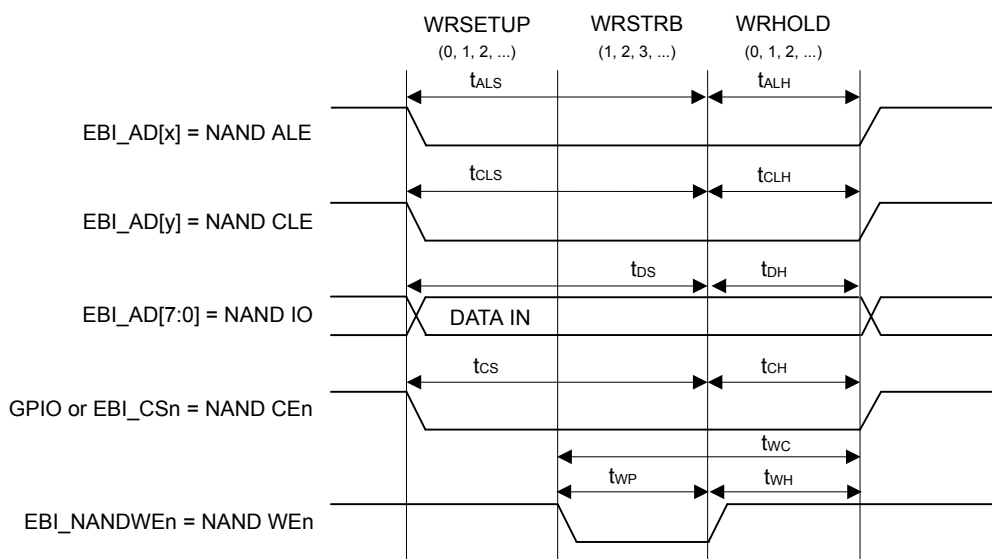 WRSETUP WRSTRB WRHOLD
(0, 1, 2, ...) (1, 2, 3, ...) (0, 1, 2, ...)
tALS tALH
EBI_AD[x] = NAND ALE
tCLS tCLH
EBI_AD[y] = NAND CLE
tDS tDH
EBI_AD[7:0] = NAND IO DATA IN
tCS tCH
GPIO or EBI_CSn = NAND CEn
tWC
tWP tWH
EBI_NANDWEn = NAND WEn